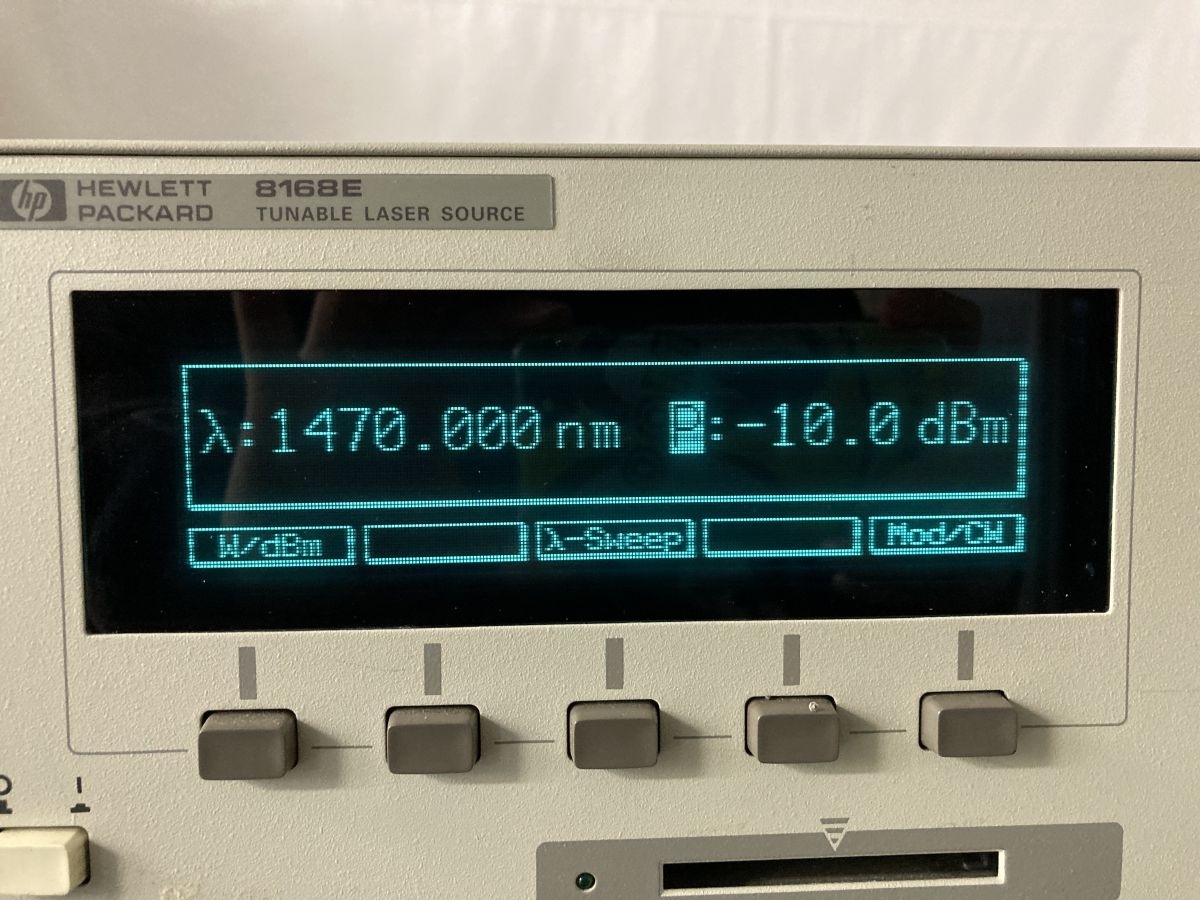 hp HEWLETT PACKARD 8168E TUNABLE LASER SOURCE
λ:1470.000nm P:-10.0dBm
W/dBm λ-Sweep Mod/CW
O I